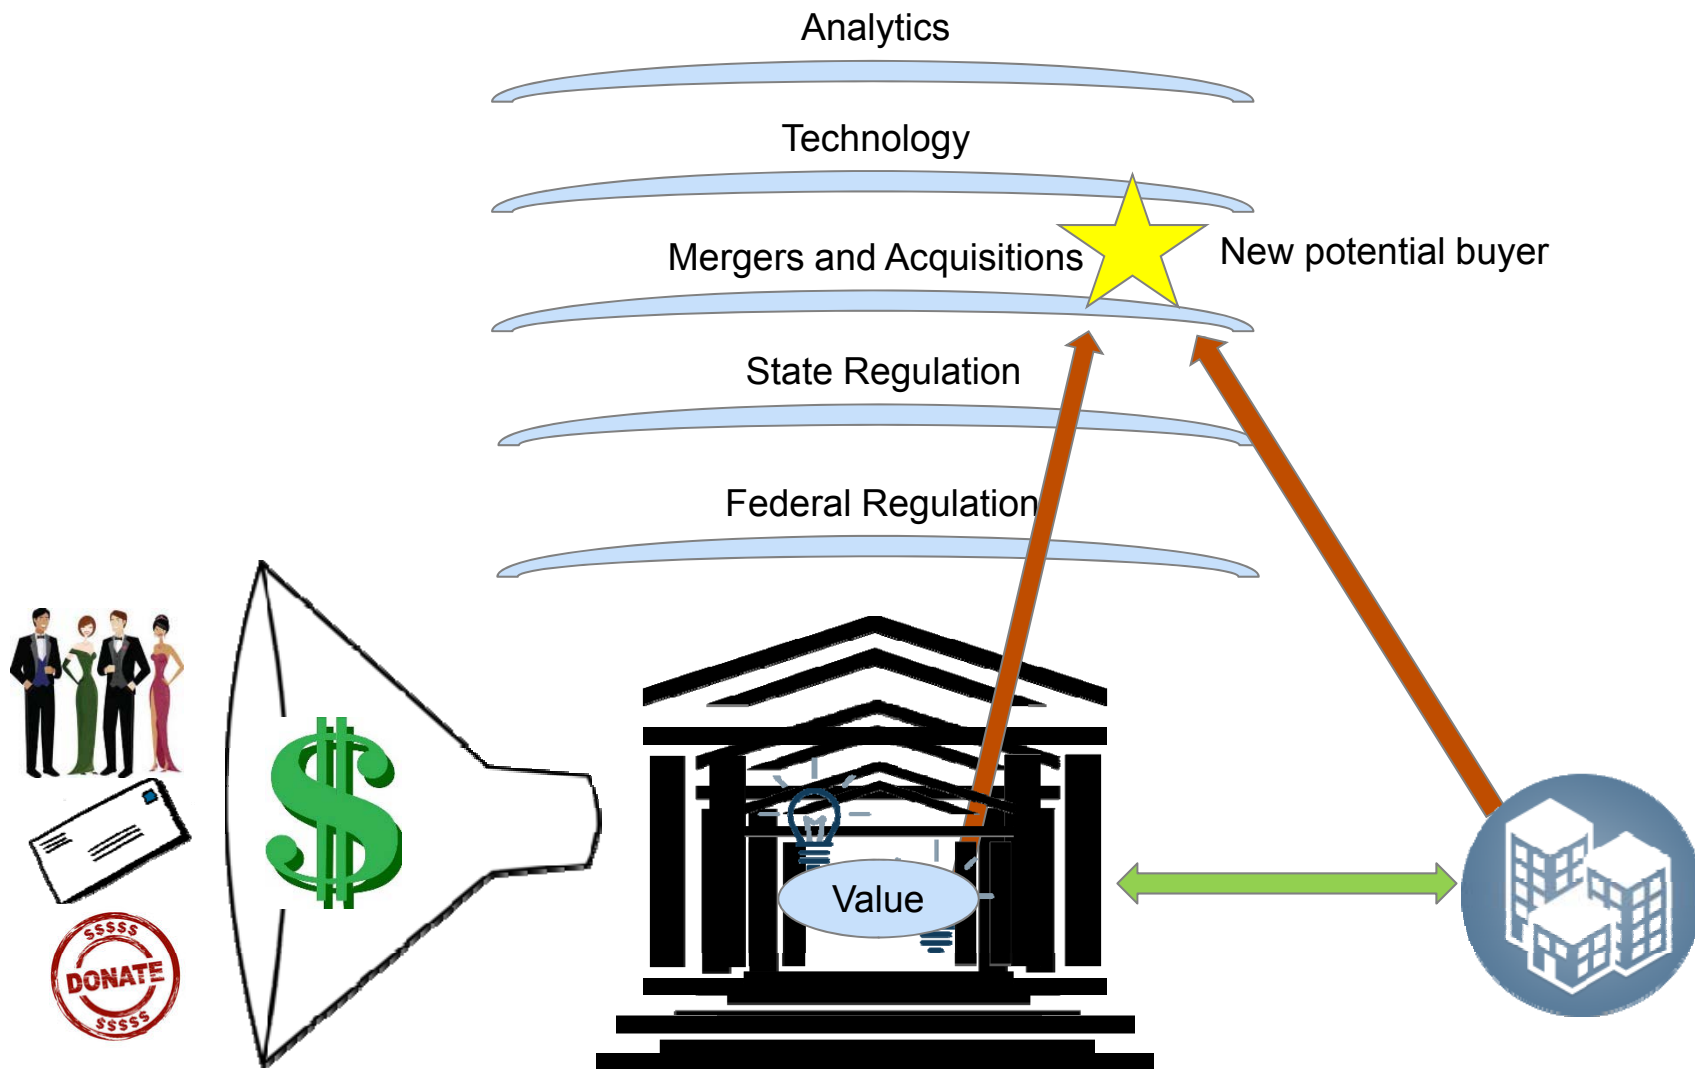 Analytics
Technology
Mergers and Acquisitions
New potential buyer
State Regulation
Federal Regulation
$
$$$$$
DONATE
$$$$$
Value